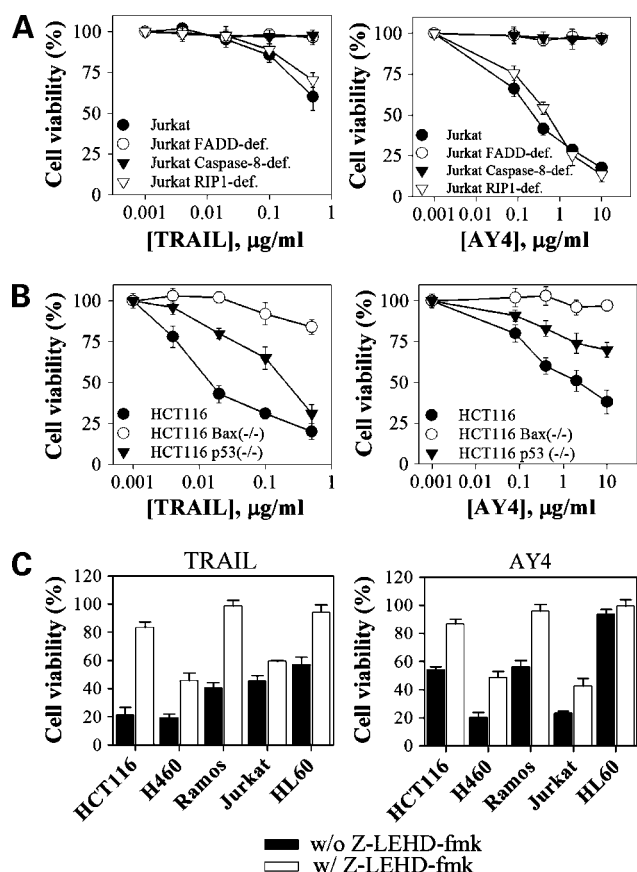 A
Cell viability (%)
100
75
50
25
0
Jurkat
Jurkat FADD-def.
Jurkat Caspase-8-def.
Jurkat RIP1-def.
0.001 0.01 0.1 1
[TRAIL], µg/ml
Cell viability (%)
100
75
50
25
0
Jurkat
Jurkat FADD-def.
Jurkat Caspase-8-def.
Jurkat RIP1-def.
0.001 0.01 0.1 1 10
[AY4], µg/ml
B
Cell viability (%)
100
75
50
25
0
HCT116
HCT116 Bax(-/-)
HCT116 p53 (-/-)
0.001 0.01 0.1 1
[TRAIL], µg/ml
Cell viability (%)
100
75
50
25
0
HCT116
HCT116 Bax(-/-)
HCT116 p53 (-/-)
0.001 0.01 0.1 1 10
[AY4], µg/ml
C
TRAIL
Cell viability (%)
120
100
80
60
40
20
0
HCT116
H460
Ramos
Jurkat
HL60
AY4
Cell viability (%)
120
100
80
60
40
20
0
HCT116
H460
Ramos
Jurkat
HL60
w/o Z-LEHD-fmk
w/ Z-LEHD-fmk